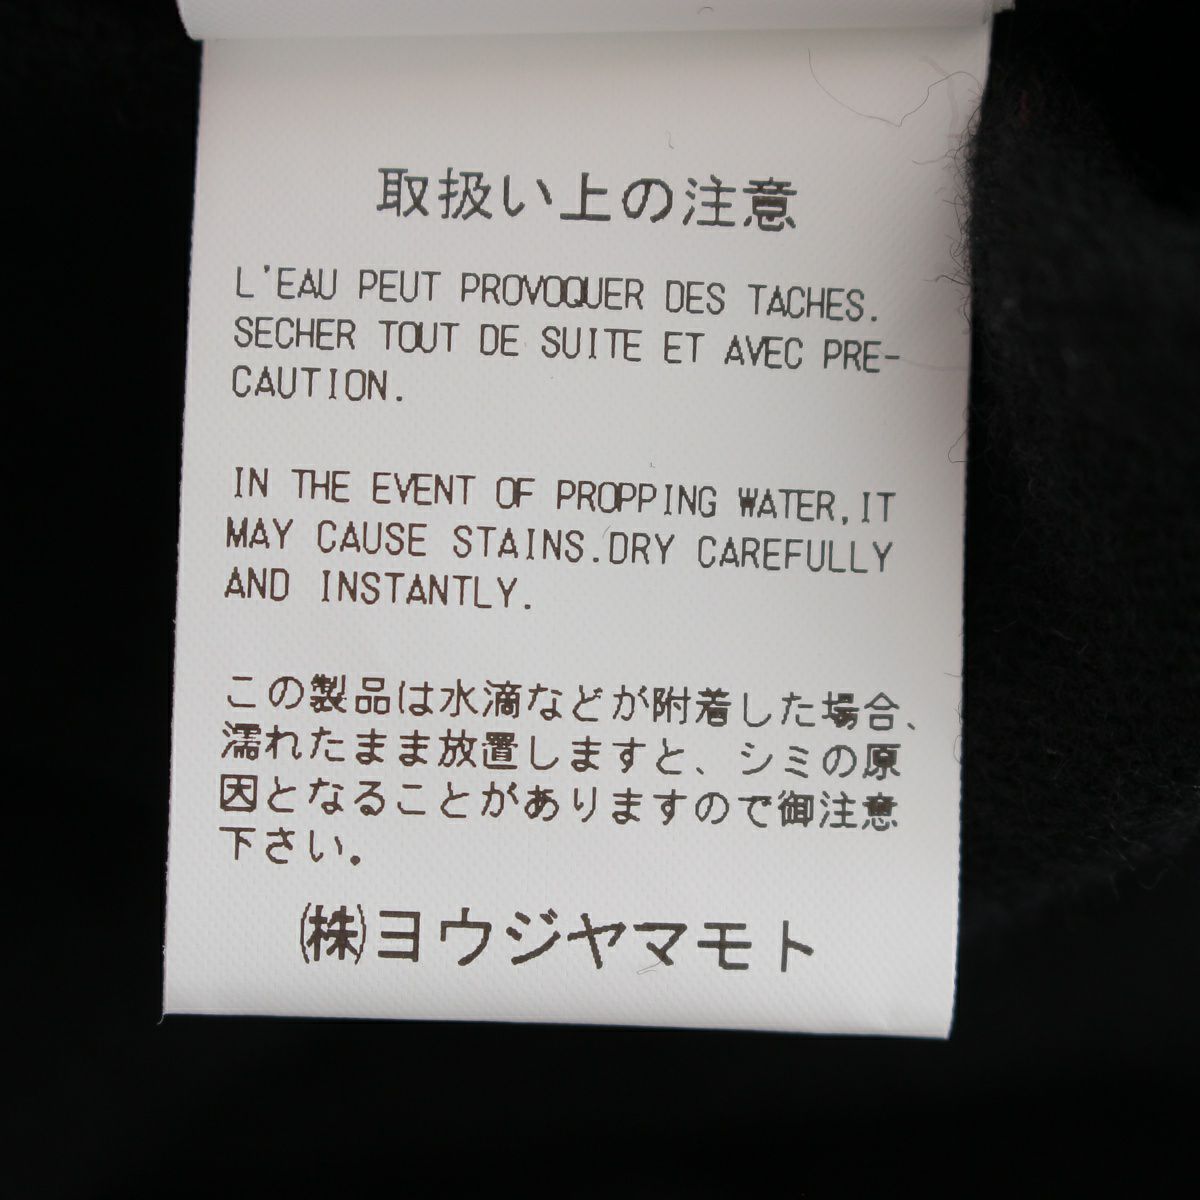 取扱い上の注意
L'EAU PEUT PROVOQUER DES TACHES.
SECHER TOUT DE SUITE ET AVEC PRE-
CAUTION.
IN THE EVENT OF PROPPING WATER,IT
MAY CAUSE STAINS.DRY CAREFULLY
AND INSTANTLY.
この製品は水滴などが附着した場合、
濡れたまま放置しますと、シミの原
因となることがありますので御注意
下さい。
(株)ヨウジヤマモト